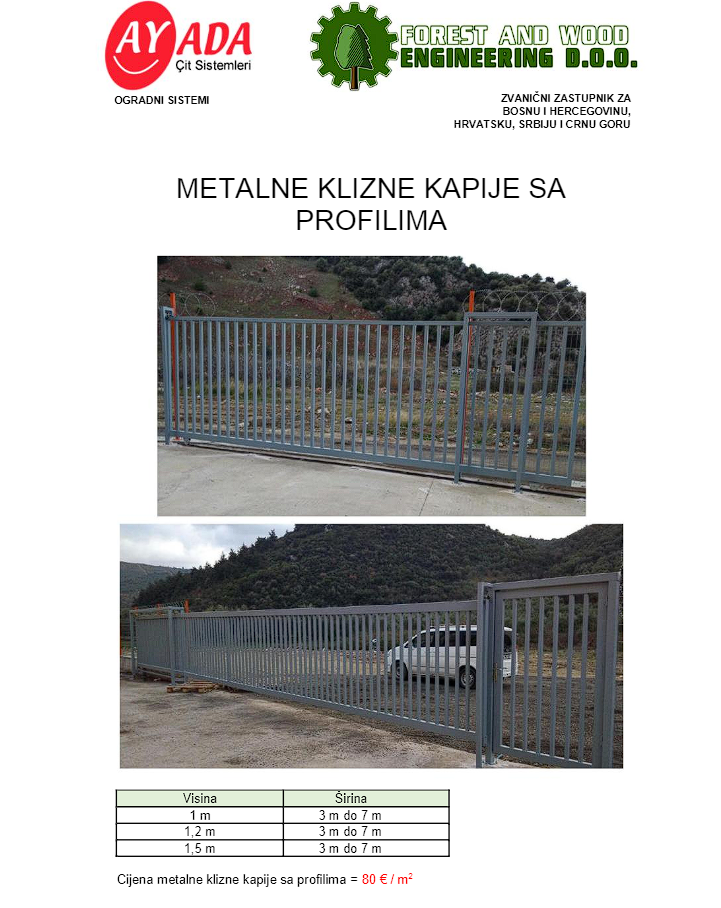 AYADA
Çit Sistemleri
FOREST AND WOOD
ENGINEERING D.O.O.
OGRADNI SISTEMI
ZVANIČNI ZASTUPNIK ZA
BOSNU I HERCEGOVINU,
HRVATSKU, SRBIJU I CRNU GORU
METALNE KLIZNE KAPIJE SA
PROFILIMA
Visina Širina
1 m 3 m do 7 m
1,2 m 3 m do 7 m
1,5 m 3 m do 7 m
Cijena metalne klizne kapije sa profilima = 80 € / m²